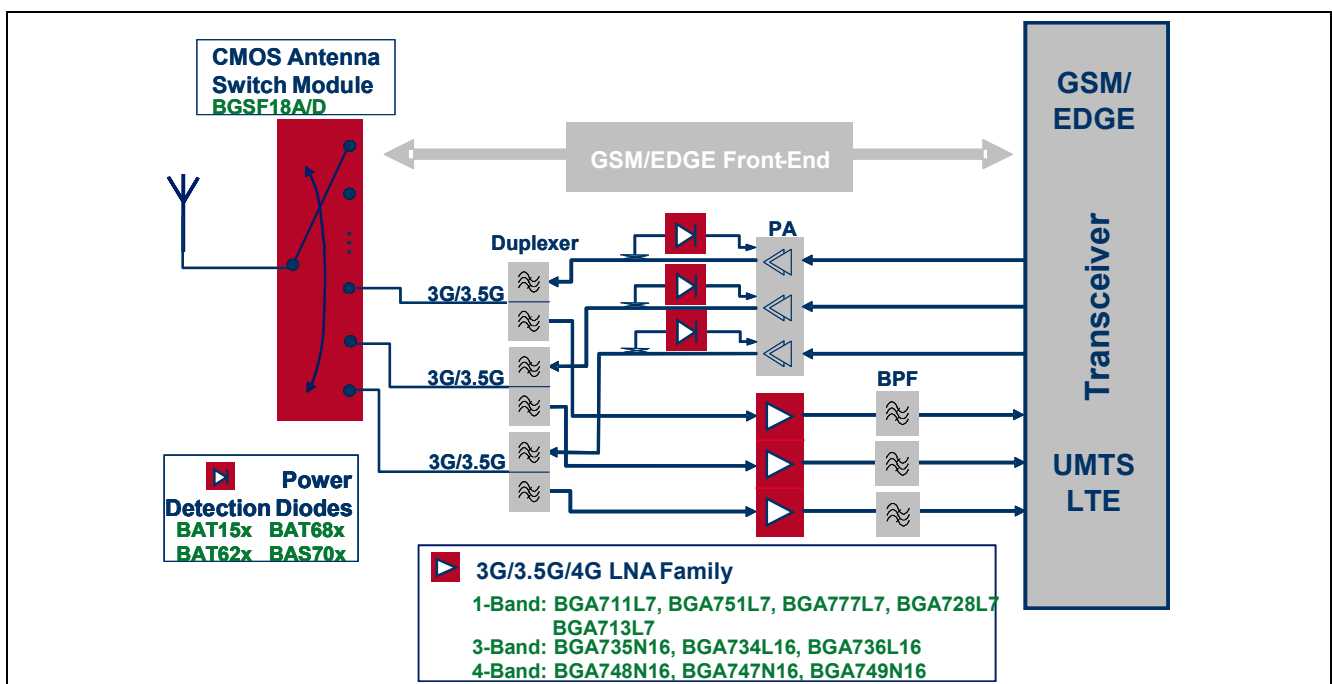 CMOS Antenna
Switch Module
BGSF18A/D
GSM/EDGE Front-End
GSM/
EDGE
Transceiver
UMTS
LTE
Duplexer
PA
3G/3.5G
3G/3.5G
3G/3.5G
BPF
Power
Detection Diodes
BAT15x BAT68x
BAT62x BAS70x
3G/3.5G/4G LNA Family
1-Band: BGA711L7, BGA751L7, BGA777L7, BGA728L7
BGA713L7
3-Band: BGA735N16, BGA734L16, BGA736L16
4-Band: BGA748N16, BGA747N16, BGA749N16